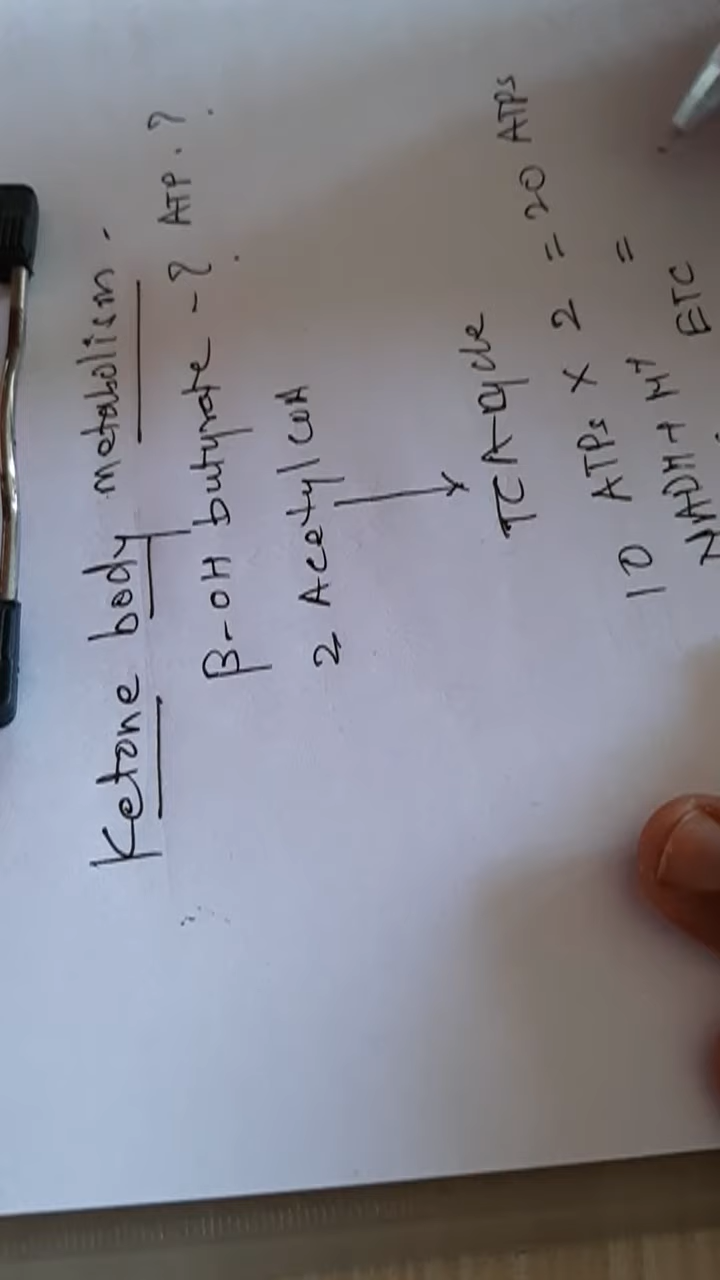 Ketone body metabolism.
β-OH butyrate - ? ATP. ?
2 Acetyl CoA
TCA cycle
10 ATPs x 2 = 20 ATPs
NADH + H+ ETC =